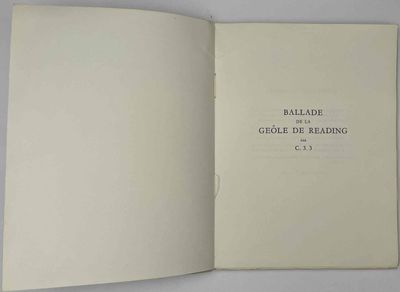 BALLADE
DE LA
GEÔLE DE READING
PAR
C. 3. 3